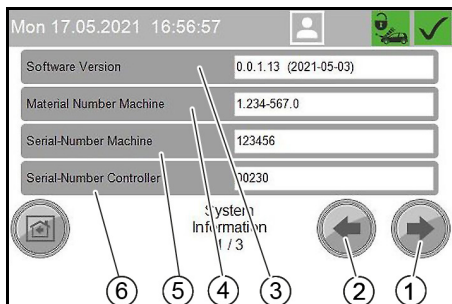 Mon 17.05.2021 16:56:57
Software Version 0.0.1.13 (2021-05-03)
Material Number Machine 1.234-567.0
Serial-Number Machine 123456
Serial-Number Controller 00230
System
Information
1 / 3
6 5 4 3 2 1